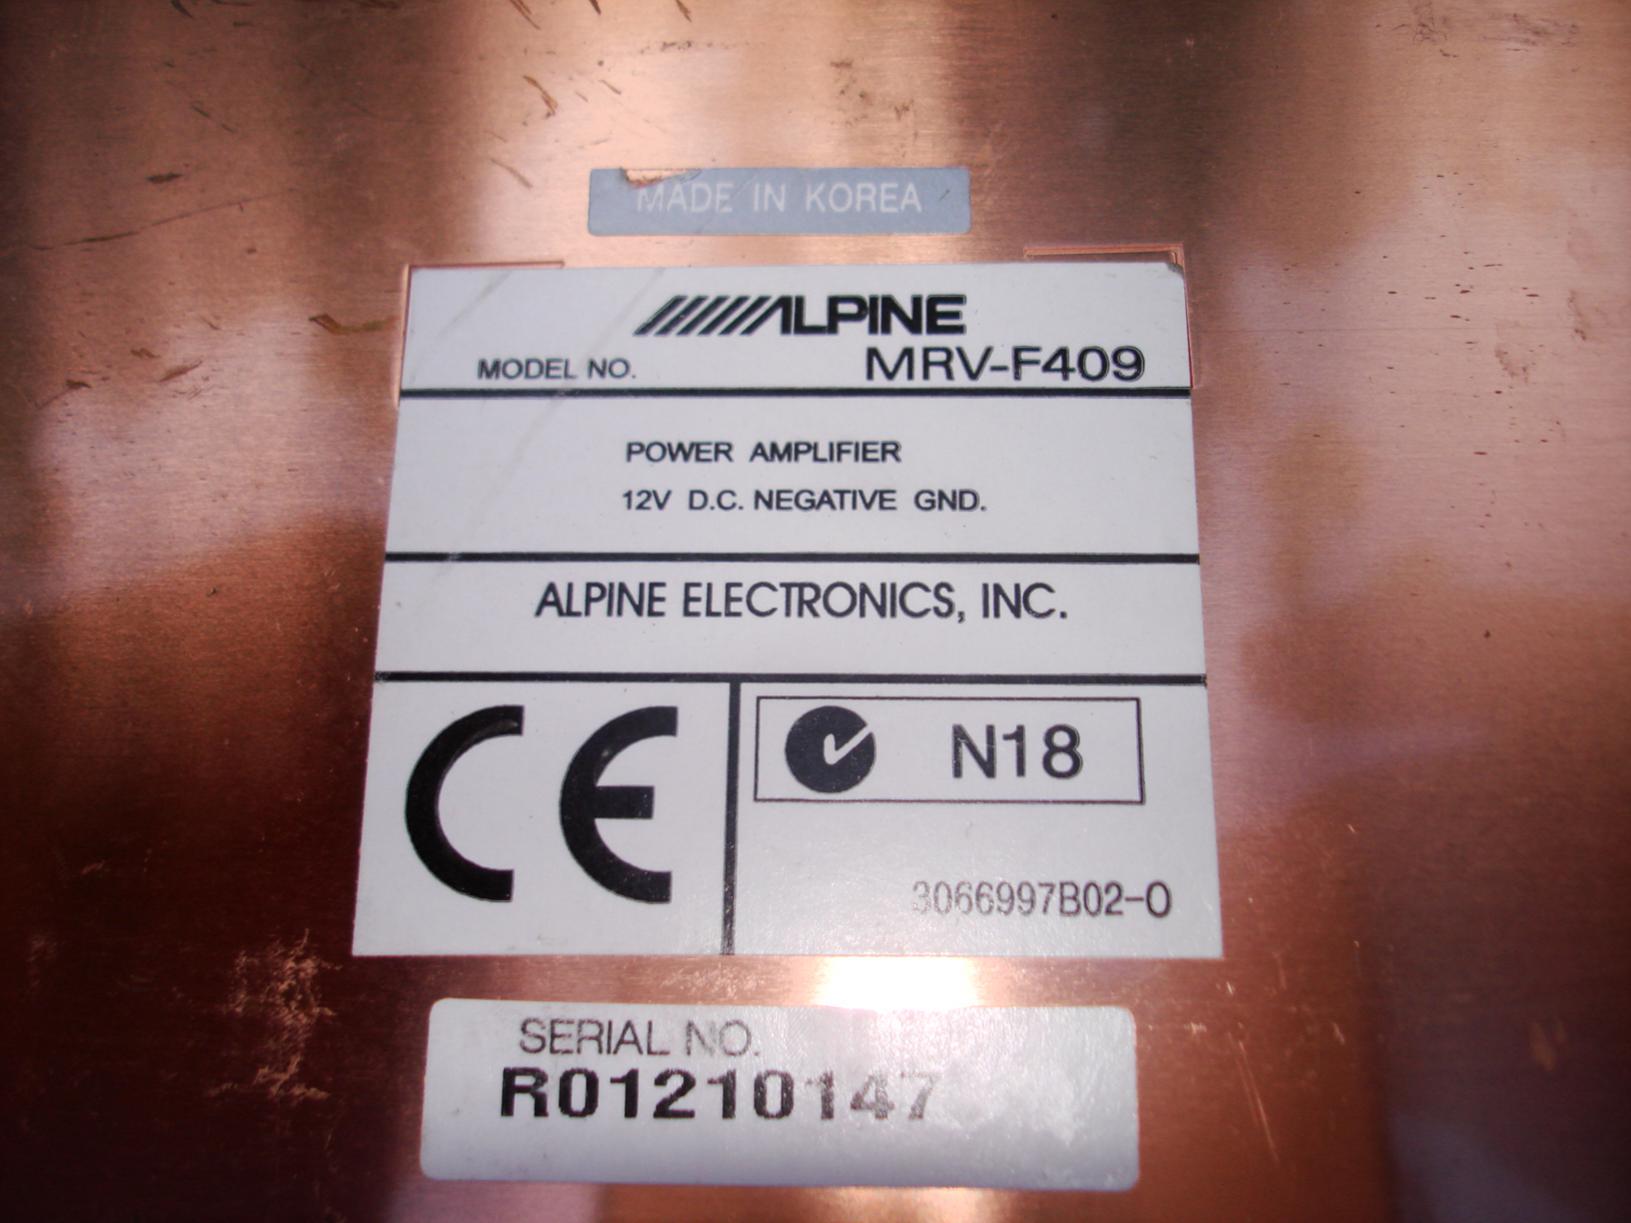 MADE IN KOREA
ALPINE
MODEL NO. MRV-F409
POWER AMPLIFIER
12V D.C. NEGATIVE GND.
ALPINE ELECTRONICS, INC.
CE
N18
3066997B02-O
SERIAL NO.
R01210147